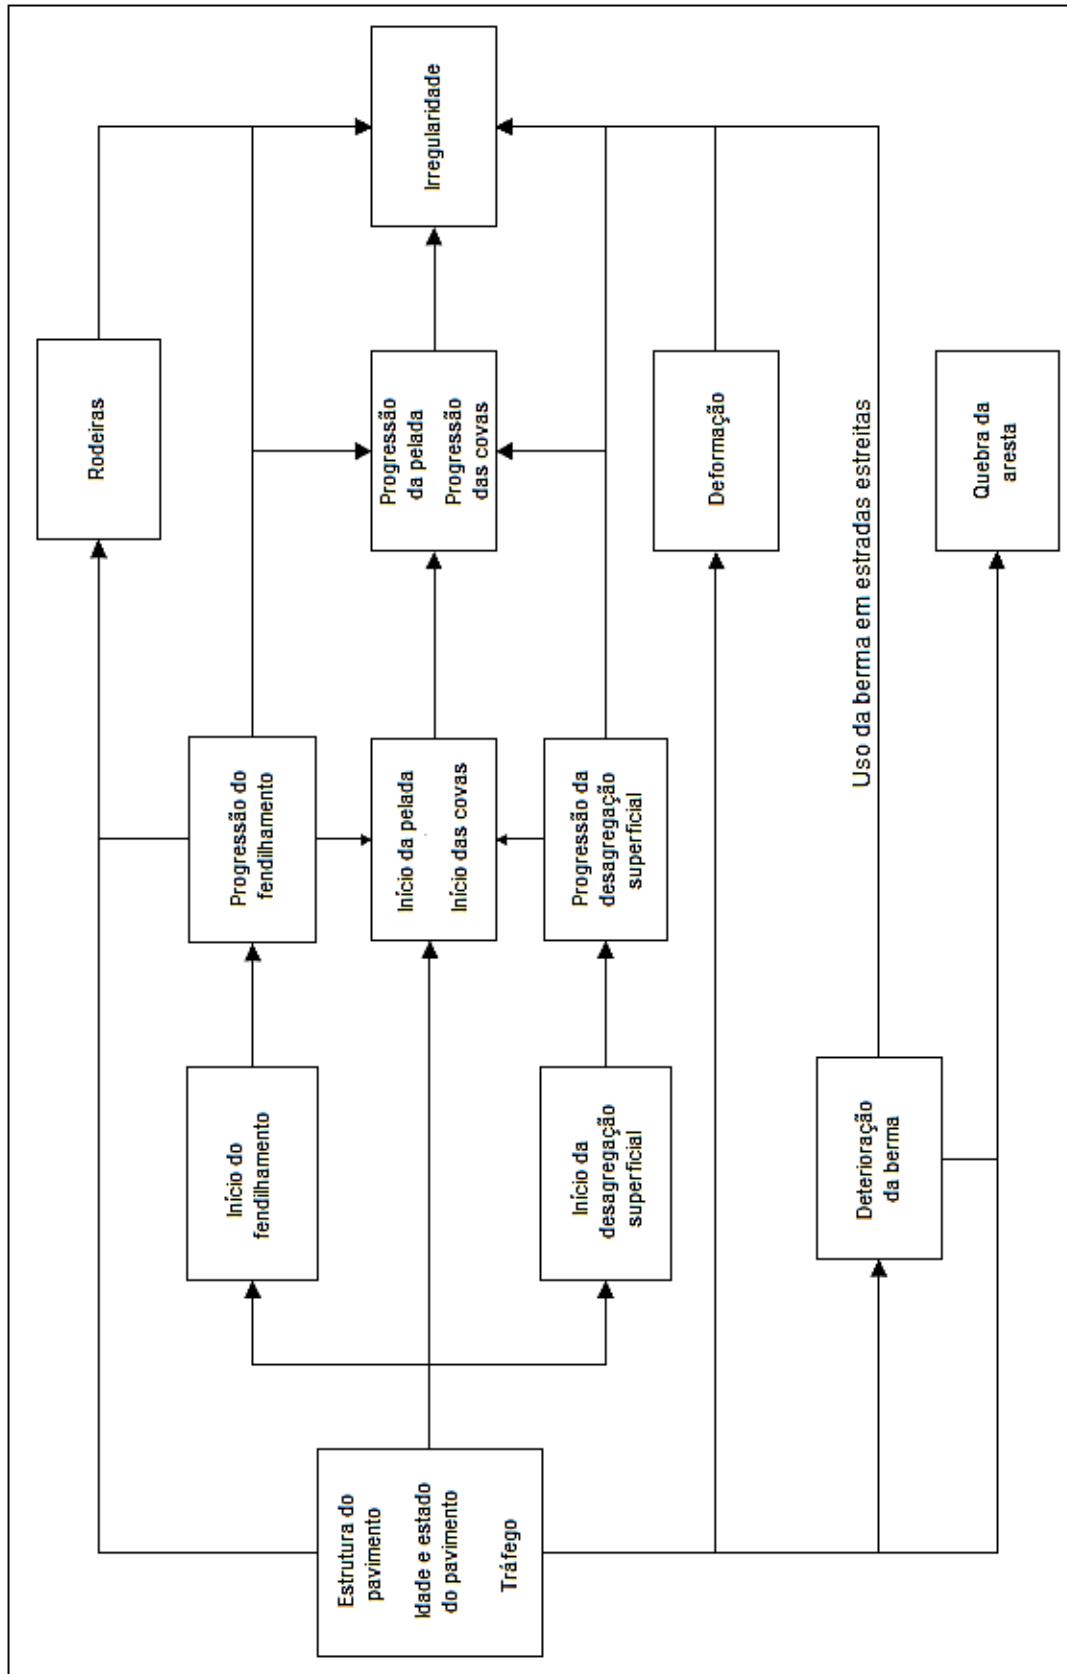 Rodeiras
Progressão do
fendilhamento
Início do
fendilhamento
Irregularidade
Progressão
da pelada
Progressão
das covas
Início da pelada
Início das covas
Estrutura do
pavimento
Idade e estado
do pavimento
Tráfego
Progressão da
desagregação
superficial
Início da
desagregação
superficial
Deformação
Uso da berma em estradas estreitas
Deterioração
da berma
Quebra da
aresta